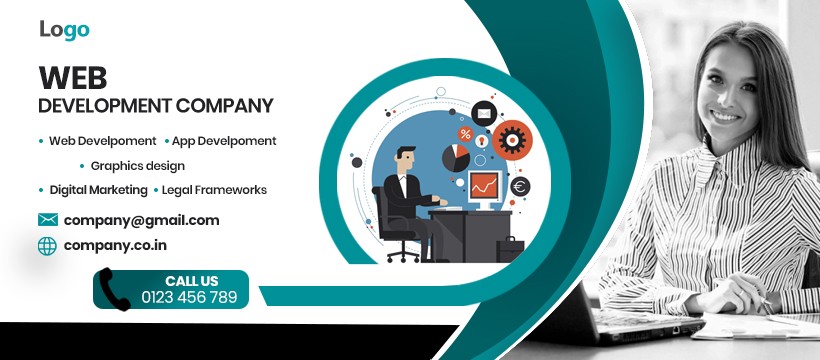 Logo
WEB
DEVELOPMENT COMPANY
• Web Develpoment • App Develpoment
• Graphics design
• Digital Marketing • Legal Frameworks
company@gmail.com
company.co.in
CALL US
0123 456 789
%
€